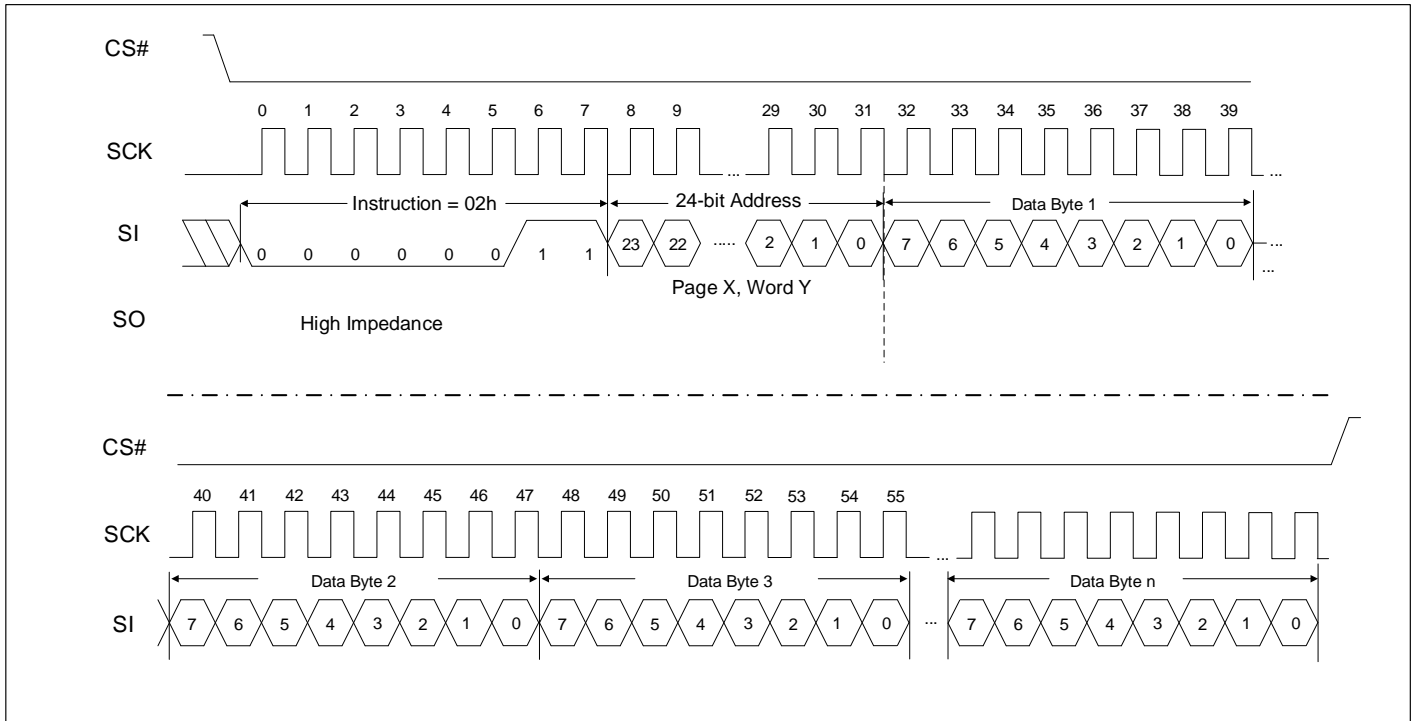 CS#
0 1 2 3 4 5 6 7 8 9 29 30 31 32 33 34 35 36 37 38 39
SCK ... ...
Instruction = 02h 24-bit Address Data Byte 1
SI 0 0 0 0 0 0 1 1 23 22 ..... 2 1 0 7 6 5 4 3 2 1 0 ...
...
Page X, Word Y
SO High Impedance
CS#
40 41 42 43 44 45 46 47 48 49 50 51 52 53 54 55
SCK ...
Data Byte 2 Data Byte 3 Data Byte n
SI 7 6 5 4 3 2 1 0 7 6 5 4 3 2 1 0 ... 7 6 5 4 3 2 1 0